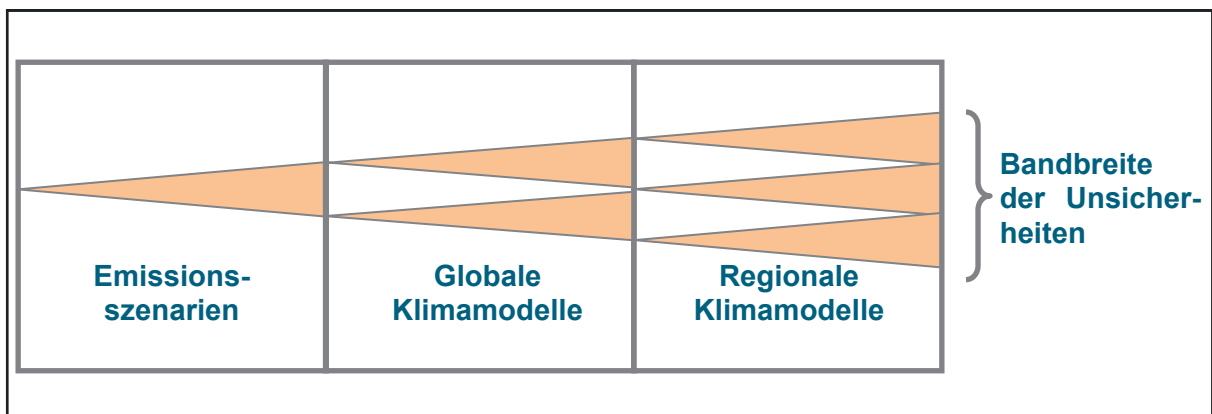 Emissions-
szenarien
Globale
Klimamodelle
Regionale
Klimamodelle
Bandbreite
der Unsicher-
heiten